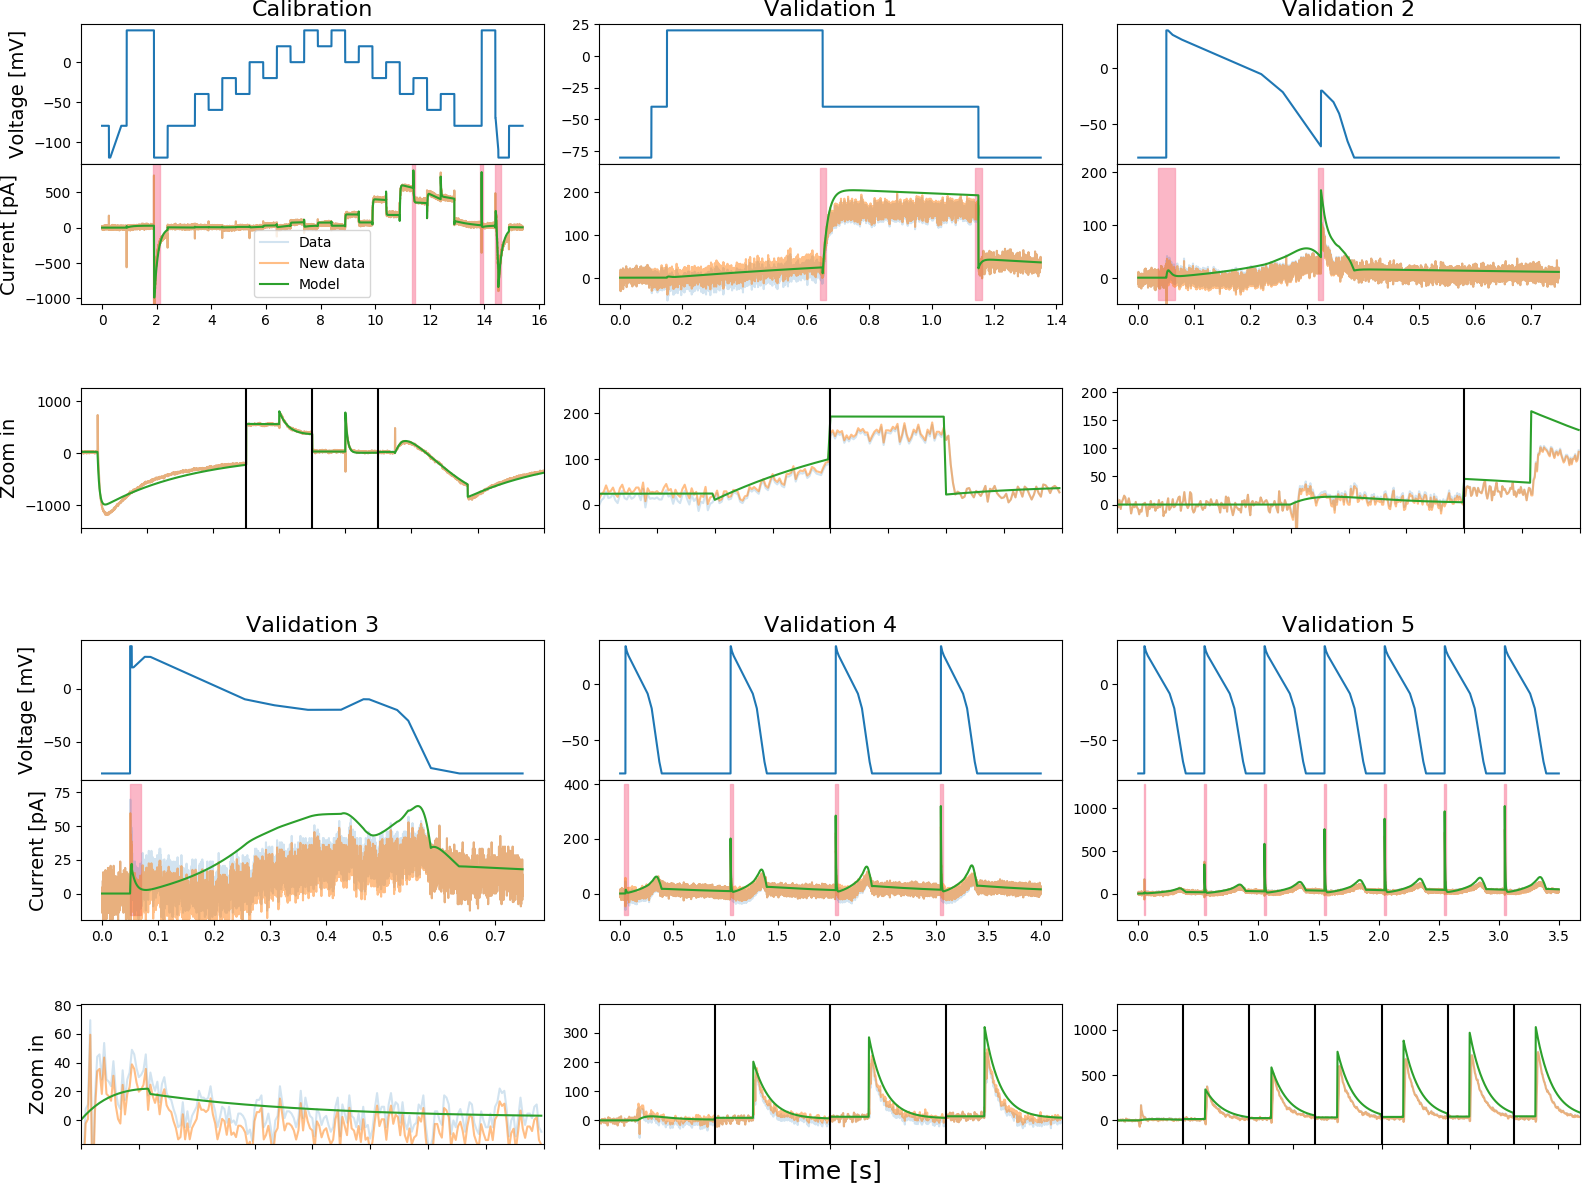 Calibration
Validation 1
Validation 2
Voltage [mV]
0
−50
−100
25
0
−25
−50
−75
0
−50
Current [pA]
500
0
−500
−1000
Data
New data
Model
200
100
0
200
100
0
0 2 4 6 8 10 12 14 16
0.0 0.2 0.4 0.6 0.8 1.0 1.2 1.4
0.0 0.1 0.2 0.3 0.4 0.5 0.6 0.7
Zoom in
1000
0
−1000
200
100
0
200
150
100
50
0
Validation 3
Validation 4
Validation 5
Voltage [mV]
0
−50
0
−50
0
−50
Current [pA]
75
50
25
0
400
200
0
1000
500
0
0.0 0.1 0.2 0.3 0.4 0.5 0.6 0.7
0.0 0.5 1.0 1.5 2.0 2.5 3.0 3.5 4.0
0.0 0.5 1.0 1.5 2.0 2.5 3.0 3.5
Zoom in
80
60
40
20
0
300
200
100
0
1000
500
0
Time [s]